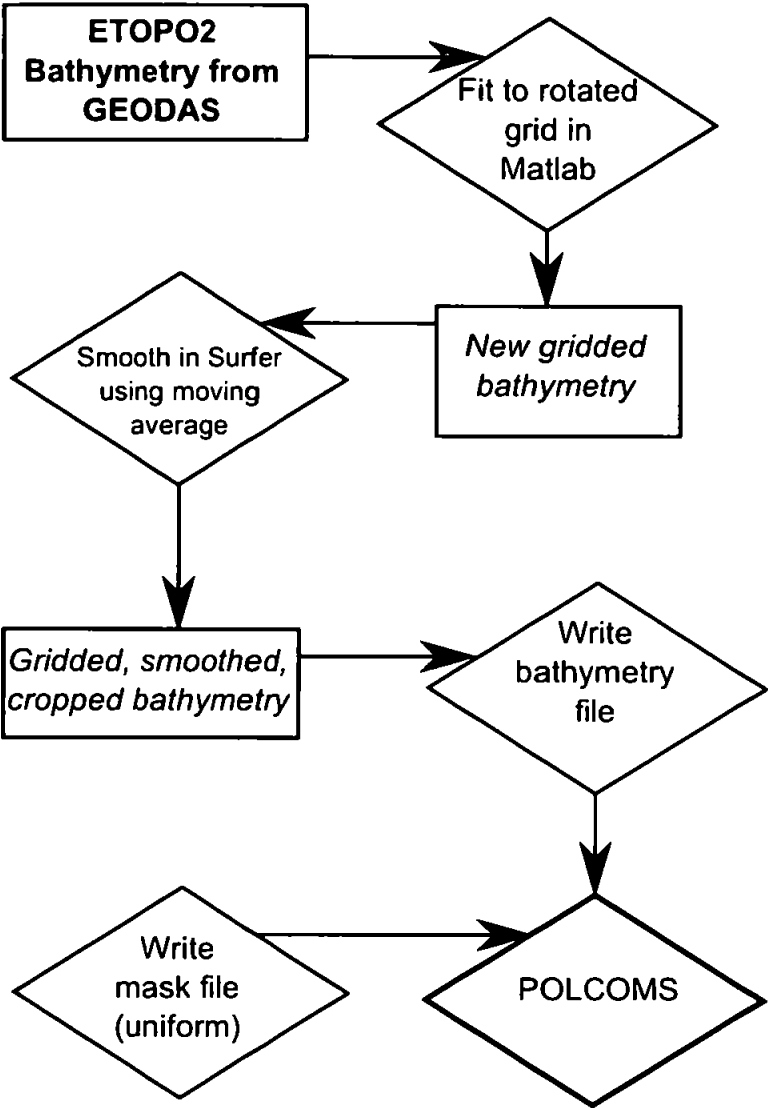 ETOPO2
Bathymetry from
GEODAS
Fit to rotated
grid in
Matlab
New gridded
bathymetry
Smooth in Surfer
using moving
average
Gridded, smoothed,
cropped bathymetry
Write
bathymetry
file
Write
mask file
(uniform)
POLCOMS